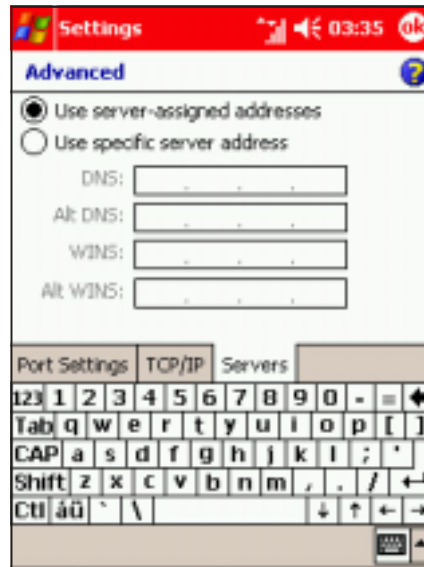 Settings 03:35 ok
Advanced ?
Use server-assigned addresses
Use specific server address
DNS: . . .
Alt DNS: . . .
WINS: . . .
Alt WINS: . . .
Port Settings TCP/IP Servers
123 1 2 3 4 5 6 7 8 9 0 - =
Tab q w e r t y u i o p [ ]
CAP a s d f g h j k l ; '
Shift z x c v b n m , . /
Ctl áü ` \